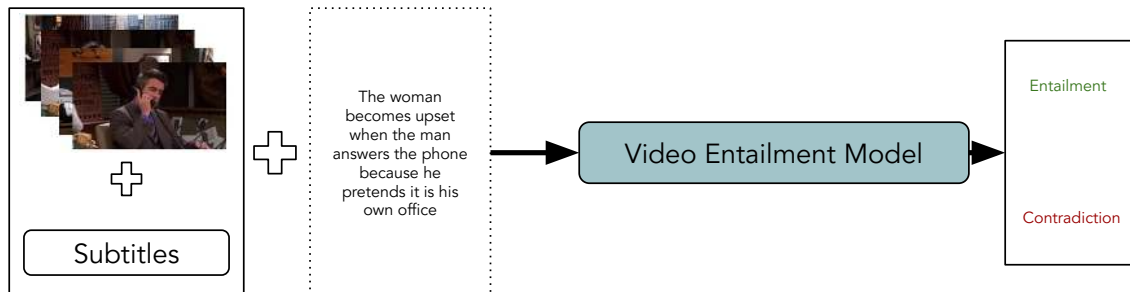 Subtitles
The woman
becomes upset
when the man
answers the phone
because he
pretends it is his
own office
Video Entailment Model
Entailment
Contradiction